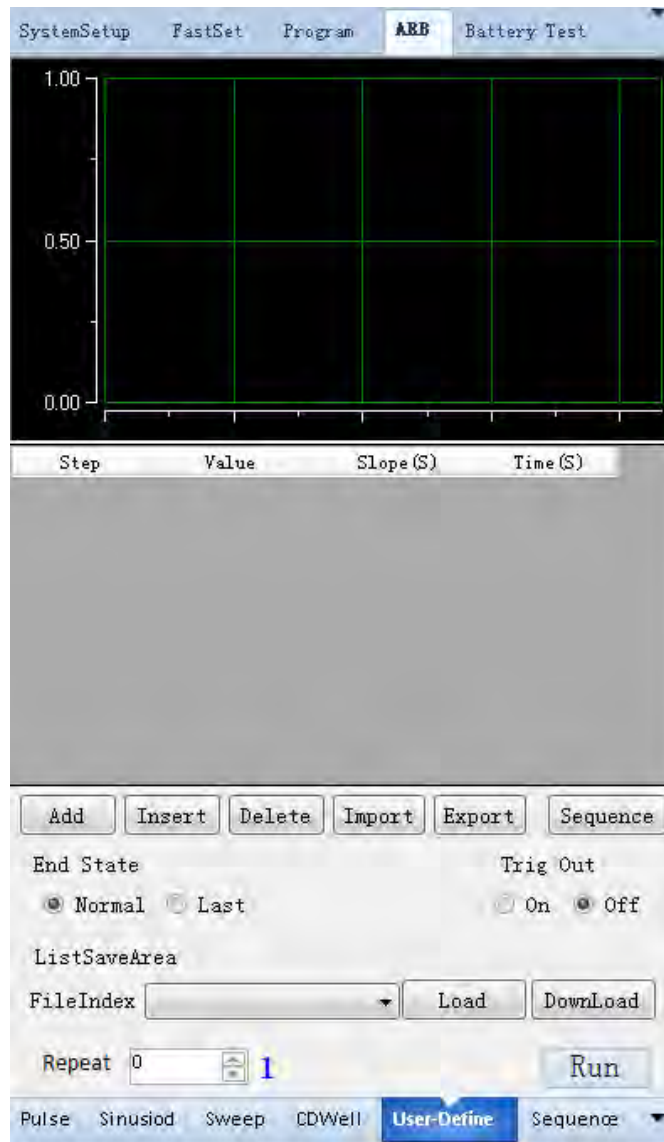 SystemSetup FastSet Program ARB Battery Test
1.00
0.50
0.00
Step Value Slope(S) Time(S)
Add Insert Delete Import Export Sequence
End State Trig Out
Normal Last On Off
ListSaveArea
FileIndex Load DownLoad
Repeat 0 1 Run
Pulse Sinusiod Sweep CDWell User-Define Sequence